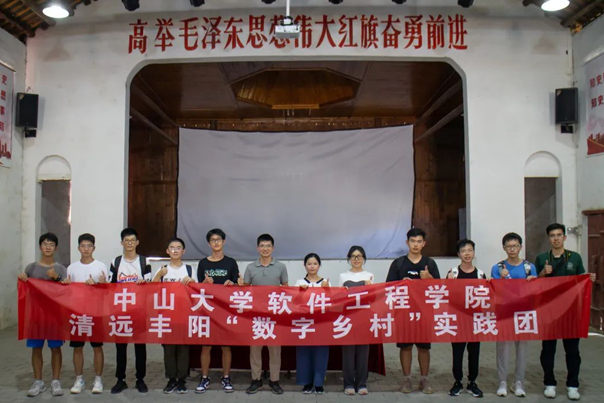 高举毛泽东思想伟大红旗奋勇前进
中山大学软件工程学院
清远丰阳“数字乡村”实践团